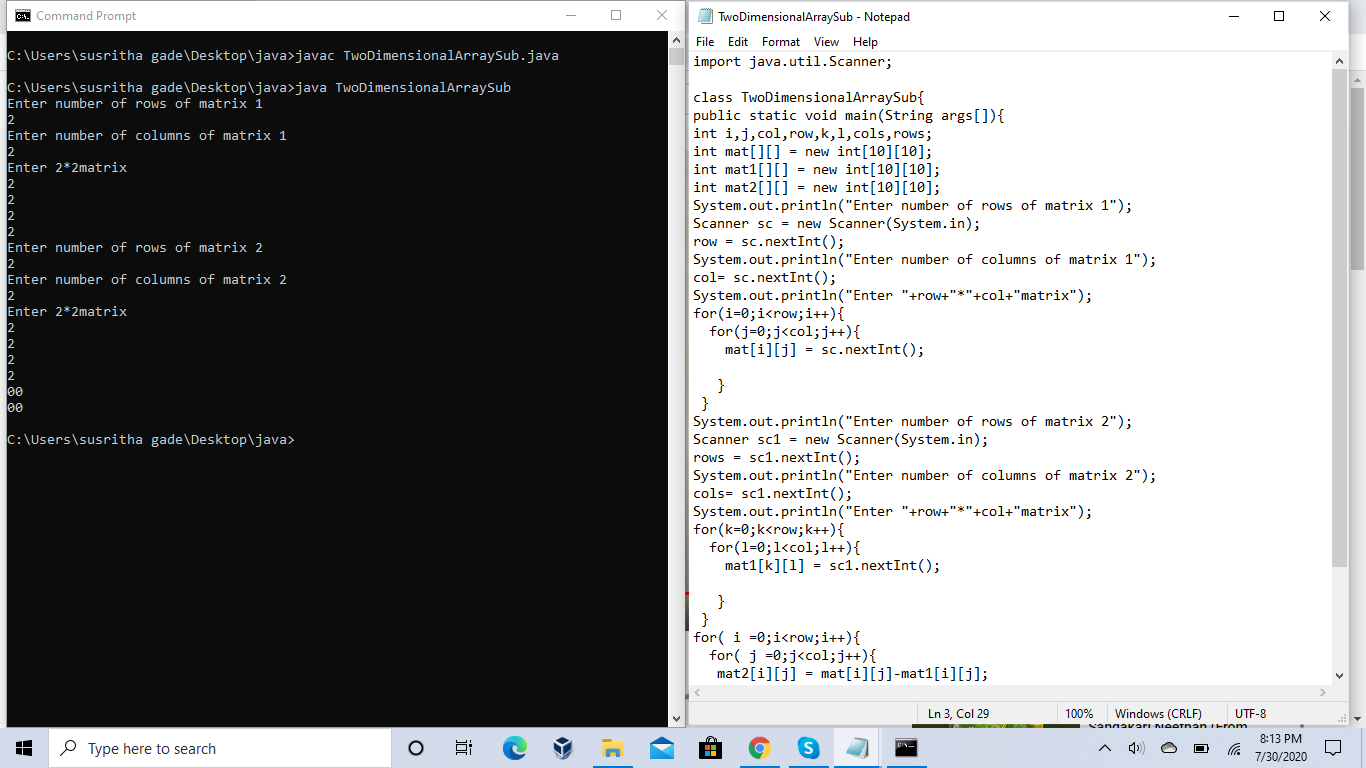 Command Prompt
C:\Users\susritha gade\Desktop\java>javac TwoDimensionalArraySub.java
C:\Users\susritha gade\Desktop\java>java TwoDimensionalArraySub
Enter number of rows of matrix 1
2
Enter number of columns of matrix 1
2
Enter 2*2matrix
2
2
2
2
Enter number of rows of matrix 2
2
Enter number of columns of matrix 2
2
Enter 2*2matrix
2
2
2
2
00
00
C:\Users\susritha gade\Desktop\java>
TwoDimensionalArraySub - Notepad
File Edit Format View Help
import java.util.Scanner;
class TwoDimensionalArraySub{
public static void main(String args[]){
int i,j,col,row,k,l,cols,rows;
int mat[][] = new int[10][10];
int mat1[][] = new int[10][10];
int mat2[][] = new int[10][10];
System.out.println("Enter number of rows of matrix 1");
Scanner sc = new Scanner(System.in);
row = sc.nextInt();
System.out.println("Enter number of columns of matrix 1");
col= sc.nextInt();
System.out.println("Enter "+row+"*"+col+"matrix");
for(i=0;i<row;i++){
  for(j=0;j<col;j++){
    mat[i][j] = sc.nextInt();
   }
 }
System.out.println("Enter number of rows of matrix 2");
Scanner sc1 = new Scanner(System.in);
rows = sc1.nextInt();
System.out.println("Enter number of columns of matrix 2");
cols= sc1.nextInt();
System.out.println("Enter "+row+"*"+col+"matrix");
for(k=0;k<row;k++){
  for(l=0;l<col;l++){
    mat1[k][l] = sc1.nextInt();
   }
 }
for( i =0;i<row;i++){
  for( j =0;j<col;j++){
   mat2[i][j] = mat[i][j]-mat1[i][j];
Ln 3, Col 29 100% Windows (CRLF) UTF-8
Type here to search
8:13 PM
7/30/2020